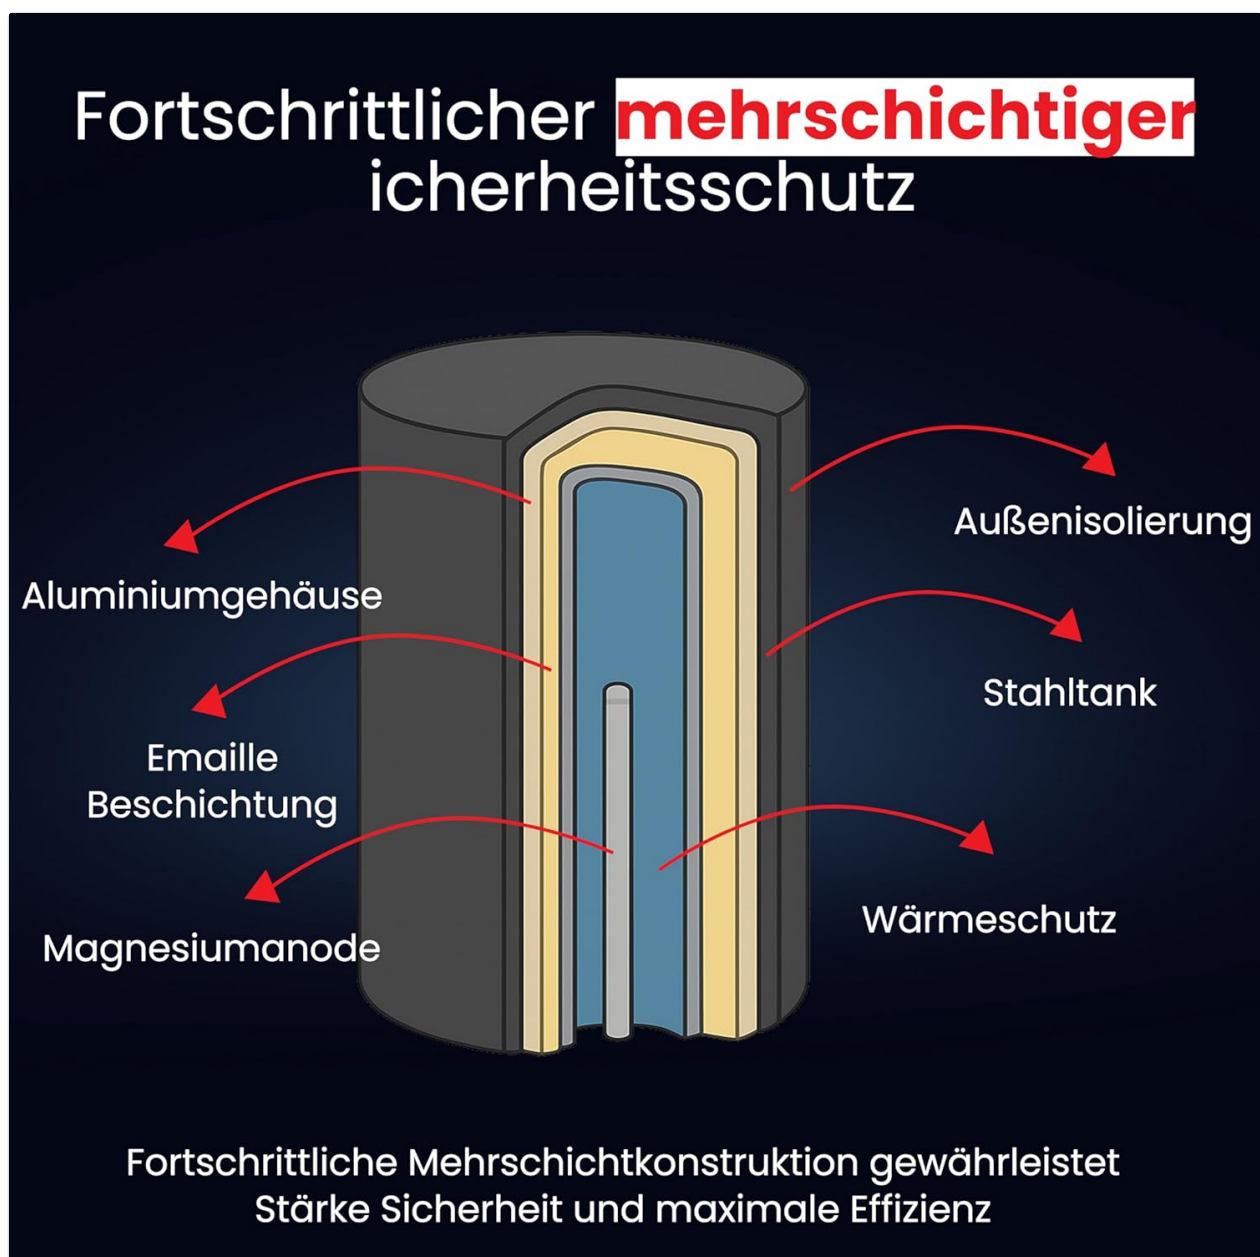 Fortschrittlicher mehrschichtiger
icherheitsschutz
Außenisolierung
Aluminiumgehäuse
Stahltank
Emaille
Beschichtung
Wärmeschutz
Magnesiumanode
Fortschrittliche Mehrschichtkonstruktion gewährleistet
Stärke Sicherheit und maximale Effizienz